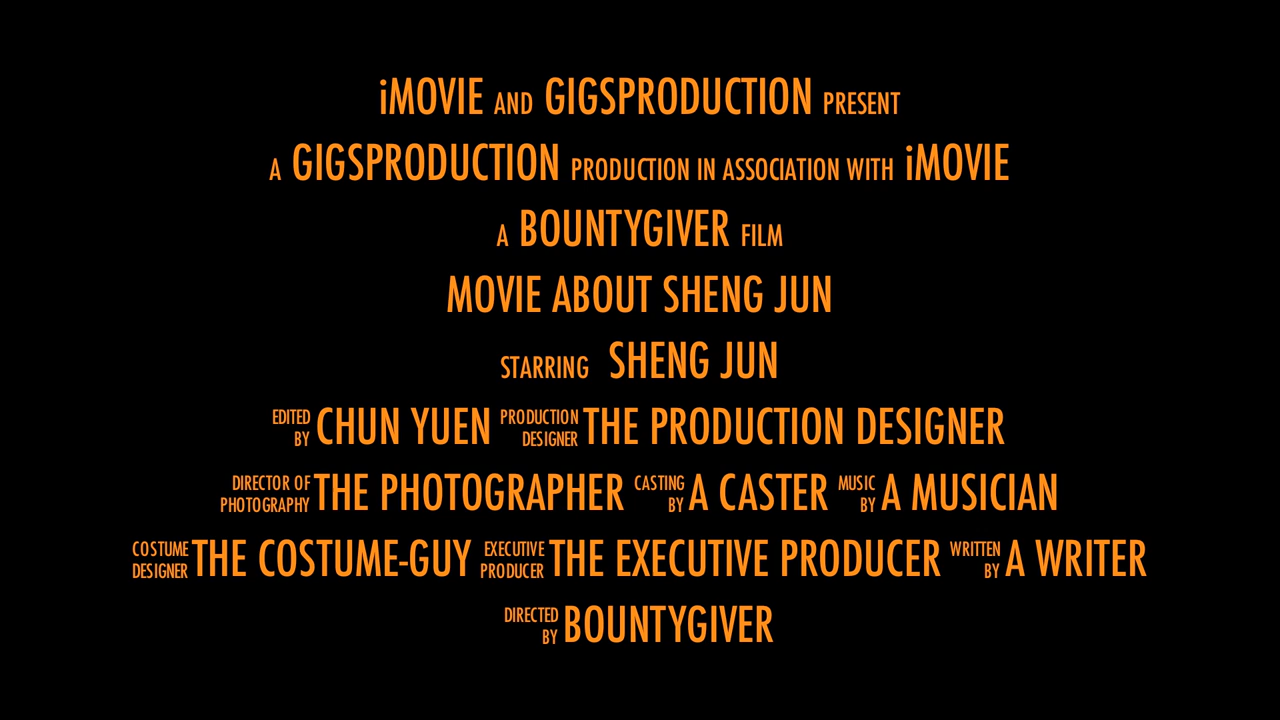 iMOVIE AND GIGSPRODUCTION PRESENT
A GIGSPRODUCTION PRODUCTION IN ASSOCIATION WITH iMOVIE
A BOUNTYGIVER FILM
MOVIE ABOUT SHENG JUN
STARRING SHENG JUN
EDITED BY CHUN YUEN PRODUCTION DESIGNER THE PRODUCTION DESIGNER
DIRECTOR OF PHOTOGRAPHY THE PHOTOGRAPHER CASTING BY A CASTER MUSIC BY A MUSICIAN
COSTUME DESIGNER THE COSTUME-GUY EXECUTIVE PRODUCER THE EXECUTIVE PRODUCER WRITTEN BY A WRITER
DIRECTED BY BOUNTYGIVER